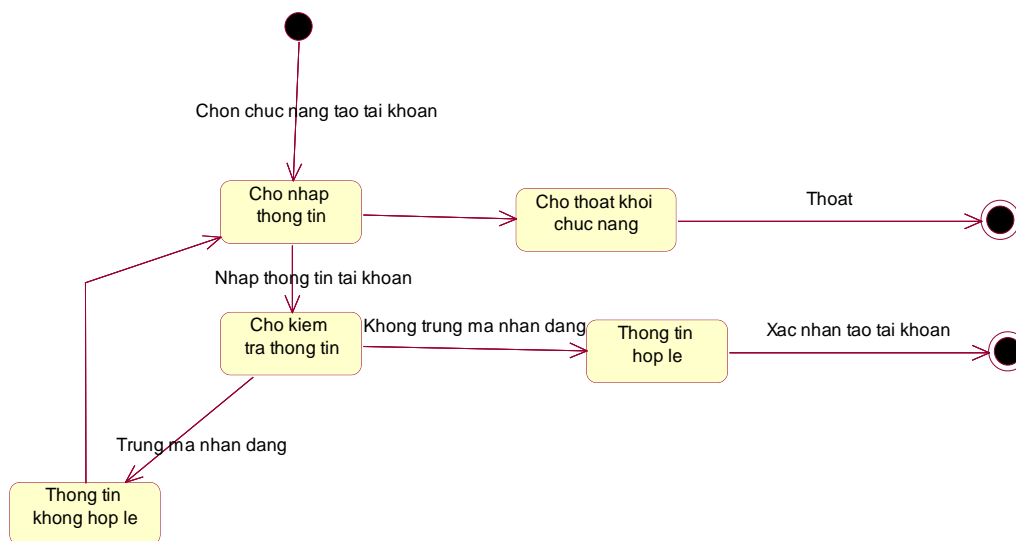 Chon chuc nang tao tai khoan
Cho nhap
thong tin
Cho thoat khoi
chuc nang
Thoat
Nhap thong tin tai khoan
Cho kiem
tra thong tin
Khong trung ma nhan dang
Thong tin
hop le
Xac nhan tao tai khoan
Trung ma nhan dang
Thong tin
khong hop le